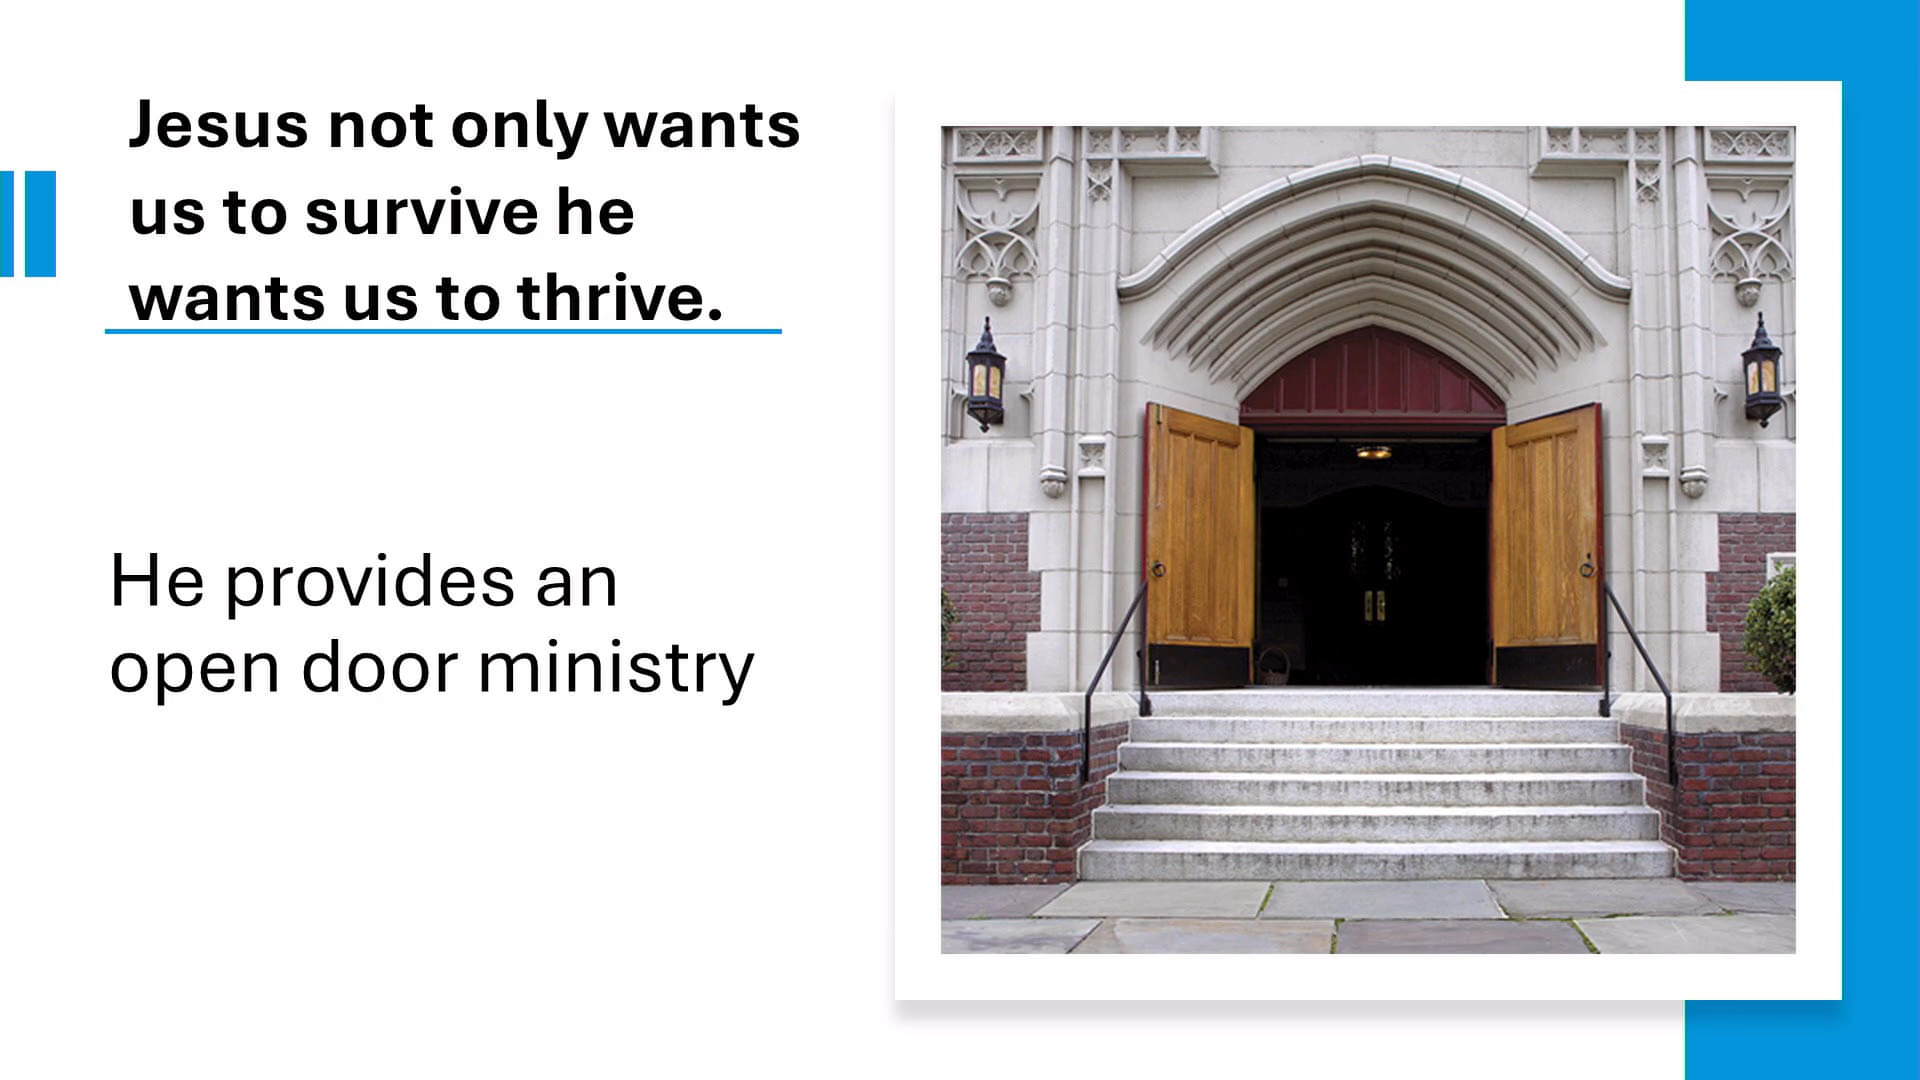 Jesus not only wants
us to survive he
wants us to thrive.
He provides an
open door ministry